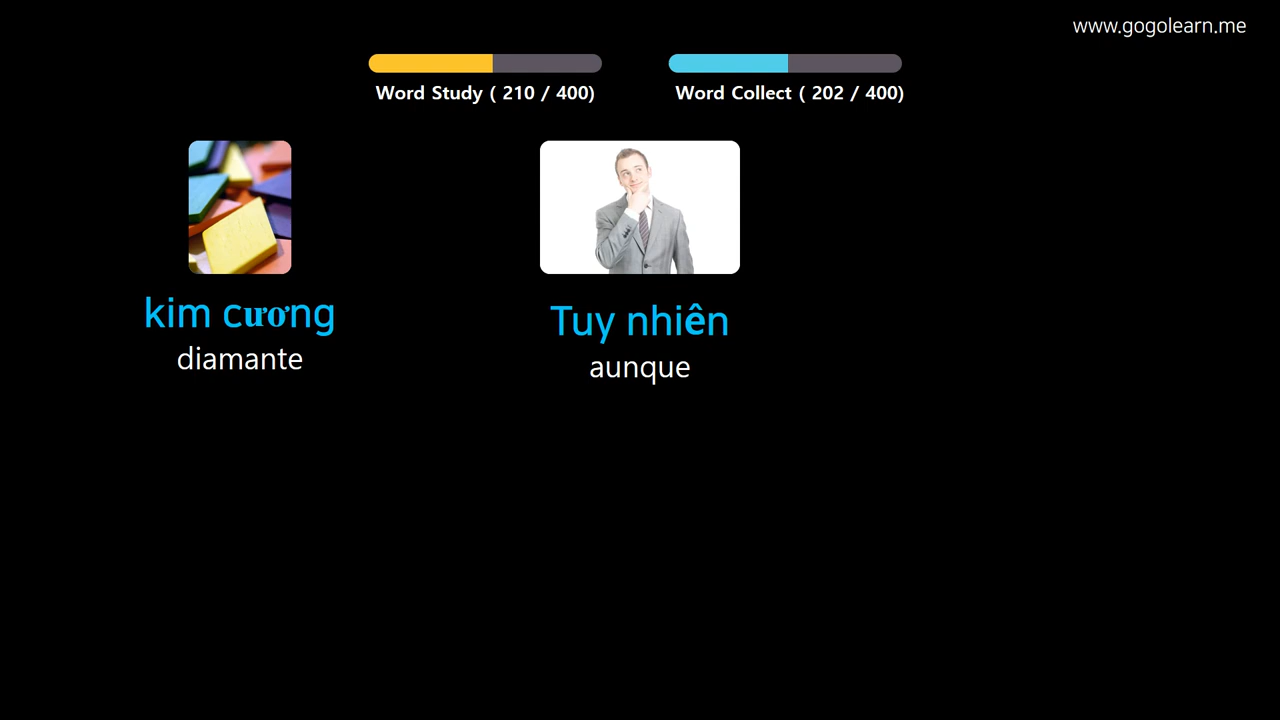 www.gogolearn.me
Word Study ( 210 / 400)
Word Collect ( 202 / 400)
kim cương
diamante
Tuy nhiên
aunque